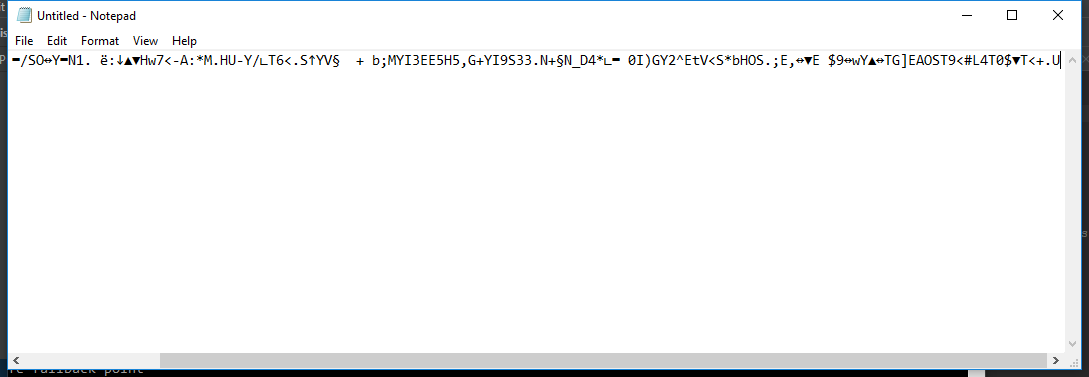 Untitled - Notepad
File Edit Format View Help
=/SO↔Y=N1. ë:↓▲▼Hw7<-A:*M.HU-Y/∟T6<.S↑YV§  + b;MYI3EE5H5,G+YI9S33.N+§N_D4*∟= 0I)GY2^EtV<S*bHOS.;E,↔▼E $9↔wY▲↔TG]EAOST9<#L4T0$▼T<+.U
fallback point